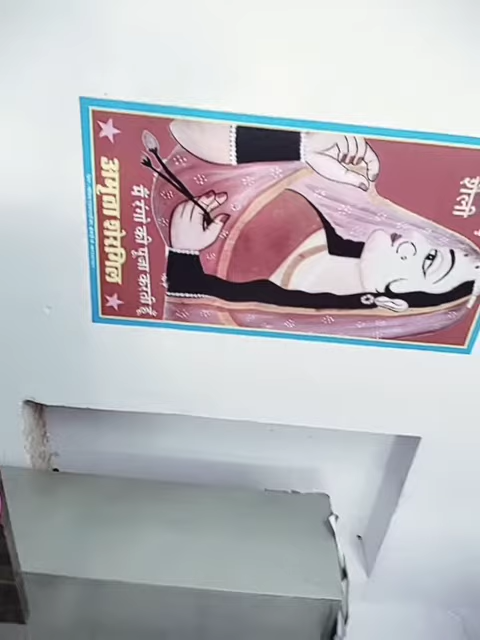 ये रंगों की पूजा करती हैं
अमृता शेरगिल